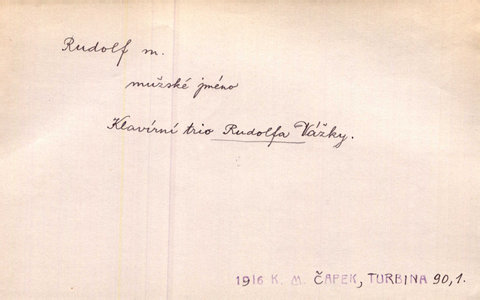 Rudolf m.
mužské jméno
Klavírní trio Rudolfa Vážky.
1916 K. M. ČAPEK, TURBINA 90,1.